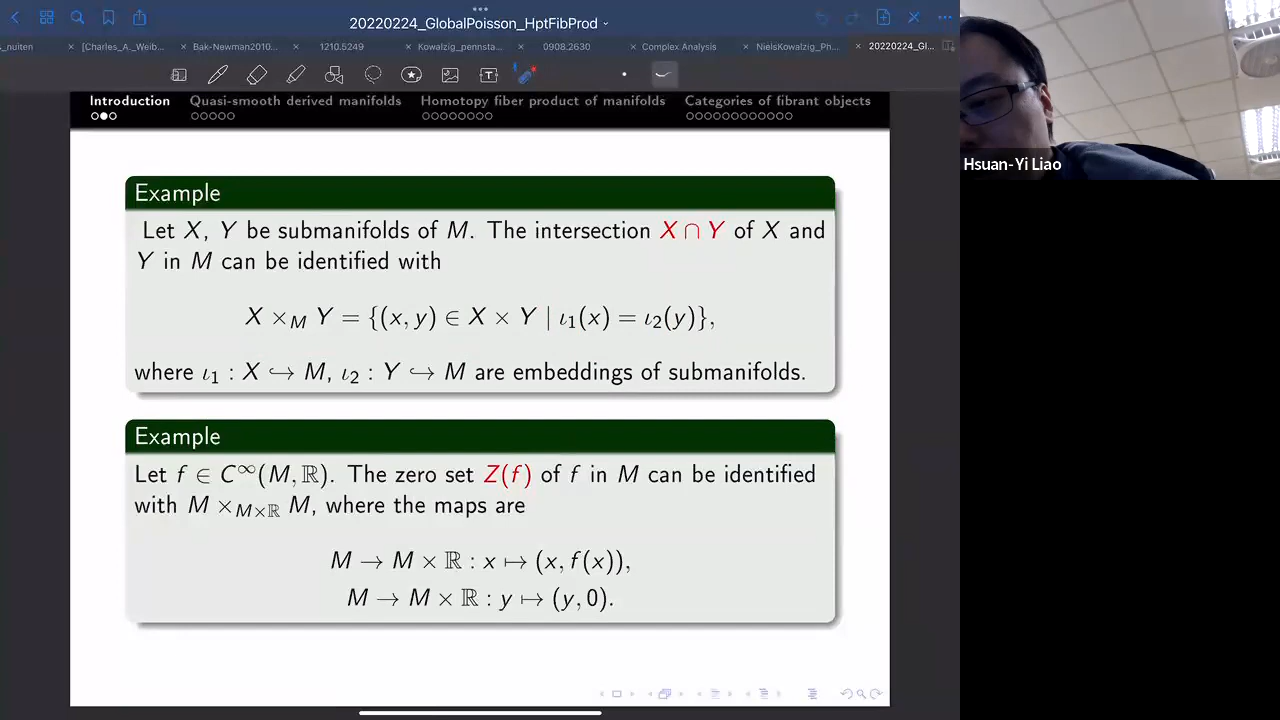 20220224_GlobalPoisson_HptFibProd
._nuiten
[Charles_A._Weib...
Bak-Newman2010...
1210.5249
Kowalzig_pennsta...
0908.2630
Complex Analysis
NielsKowalzig_Ph...
20220224_Gl...
Introduction
Quasi-smooth derived manifolds
Homotopy fiber product of manifolds
Categories of fibrant objects
Hsuan-Yi Liao
Example
Let X, Y be submanifolds of M. The intersection X ∩ Y of X and
Y in M can be identified with
X ×_M Y = {(x, y) ∈ X × Y | ι₁(x) = ι₂(y)},
where ι₁ : X ↪ M, ι₂ : Y ↪ M are embeddings of submanifolds.
Example
Let f ∈ C^∞(M, ℝ). The zero set Z(f) of f in M can be identified
with M ×_{M×ℝ} M, where the maps are
M → M × ℝ : x ↦ (x, f(x)),
M → M × ℝ : y ↦ (y, 0).